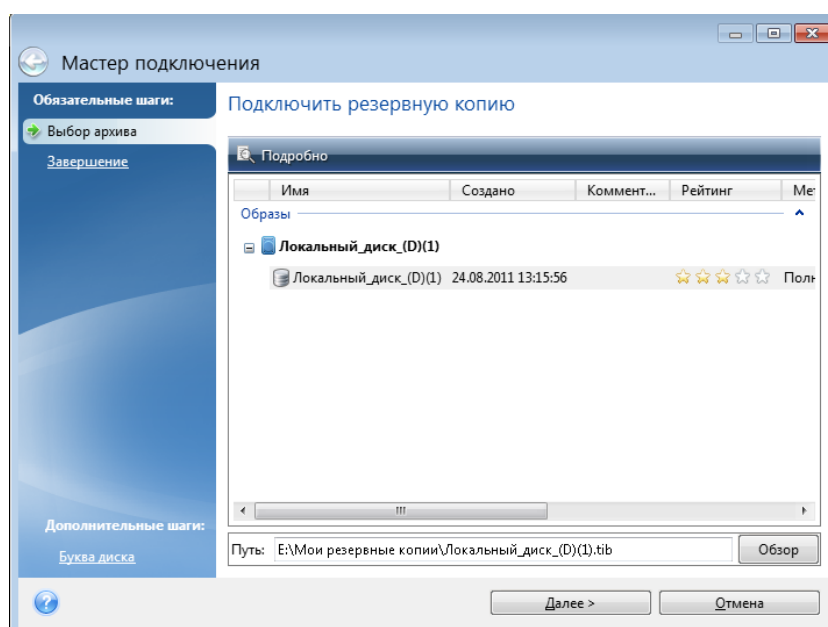 Мастер подключения
Обязательные шаги:
Выбор архива
Завершение
Дополнительные шаги:
Буква диска
Подключить резервную копию
Подробно
Имя Создано Коммент... Рейтинг Ме
Образы
Локальный_диск_(D)(1)
Локальный_диск_(D)(1) 24.08.2011 13:15:56 Полн
Путь: E:\Мои резервные копии\Локальный_диск_(D)(1).tib Обзор
Далее > Отмена